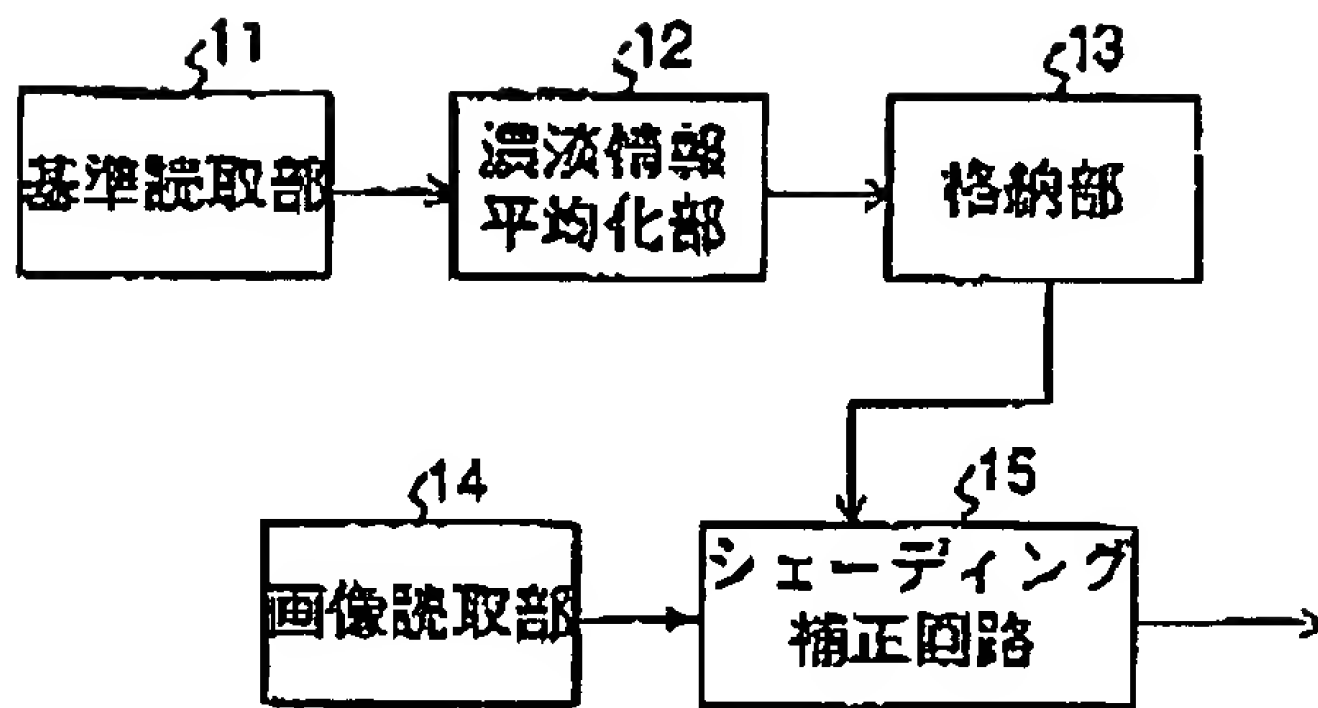 11
基準読取部
12
濃淡情報
平均化部
13
格納部
14
画像読取部
15
シェーディング
補正回路